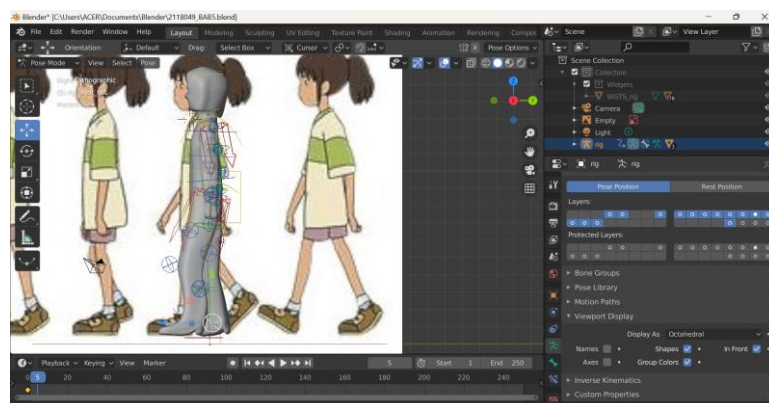 Blender* [C:\Users\ACER\Documents\Blender\2118049_BAB5.blend]
File Edit Render Window Help Layout Modeling Sculpting UV Editing Texture Paint Shading Animation Rendering Scene View Layer
Orientation: Default Drag: Select Box Cursor Pose Options
Pose Mode View Select Pose
Scene Collection
Collection
Widgets
WGTS_rig
Camera
Empty
Light
rig
rig rig
Pose Position Rest Position
Layers:
Protected Layers:
Bone Groups
Pose Library
Motion Paths
Viewport Display
Display As Octahedral
Names Shapes In Front
Axes Group Colors
Inverse Kinematics
Custom Properties
Playback Keying View Marker 5 Start 1 End 250
0 5 20 40 60 80 100 120 140 160 180 200 220 240